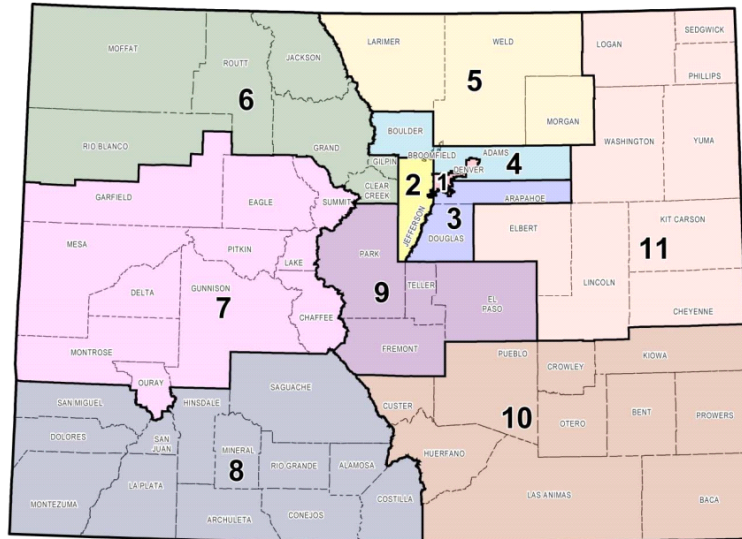 MOFFAT
ROUTT
JACKSON
LARIMER
WELD
LOGAN
SEDGWICK
PHILLIPS
5
6
MORGAN
RIO BLANCO
GRAND
BOULDER
BROOMFIELD
ADAMS
4
WASHINGTON
YUMA
GILPIN
CLEAR
CREEK
2
1
DENVER
GARFIELD
EAGLE
SUMMIT
JEFFERSON
3
ARAPAHOE
DOUGLAS
ELBERT
KIT CARSON
11
MESA
PITKIN
LAKE
PARK
LINCOLN
DELTA
GUNNISON
7
9
TELLER
EL
PASO
CHEYENNE
CHAFFEE
MONTROSE
FREMONT
PUEBLO
CROWLEY
KIOWA
OURAY
SAGUACHE
SAN MIGUEL
HINSDALE
CUSTER
10
OTERO
BENT
PROWERS
DOLORES
SAN
JUAN
MINERAL
8
RIO GRANDE
ALAMOSA
HUERFANO
LA PLATA
MONTEZUMA
ARCHULETA
CONEJOS
COSTILLA
LAS ANIMAS
BACA